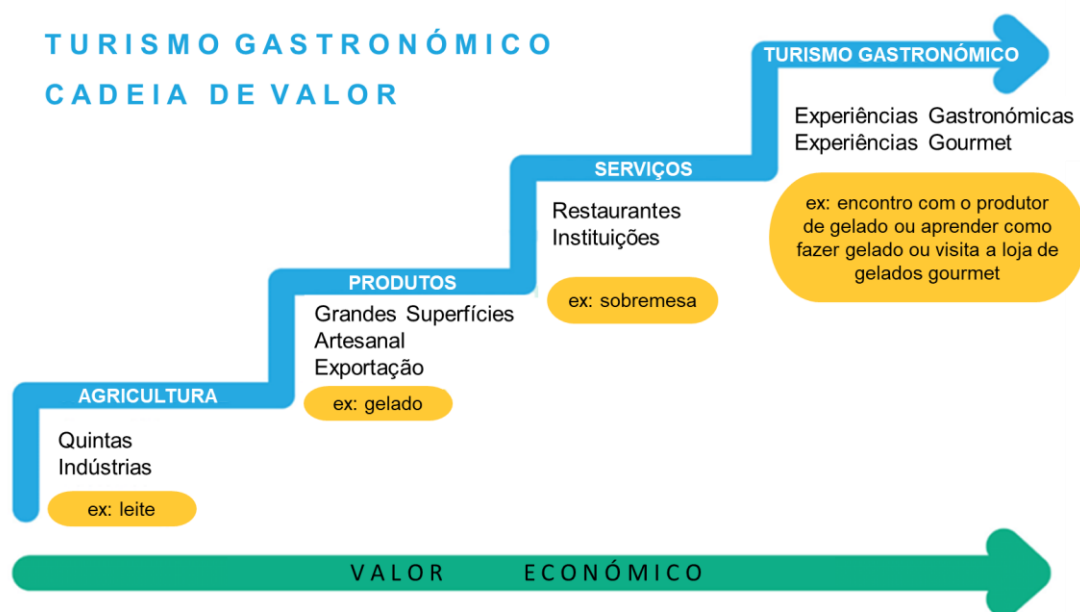 TURISMO GASTRONÓMICO
CADEIA DE VALOR
TURISMO GASTRONÓMICO
Experiências Gastronómicas
Experiências Gourmet
ex: encontro com o produtor
de gelado ou aprender como
fazer gelado ou visita a loja de
gelados gourmet
SERVIÇOS
Restaurantes
Instituições
ex: sobremesa
PRODUTOS
Grandes Superfícies
Artesanal
Exportação
ex: gelado
AGRICULTURA
Quintas
Indústrias
ex: leite
VALOR ECONÓMICO